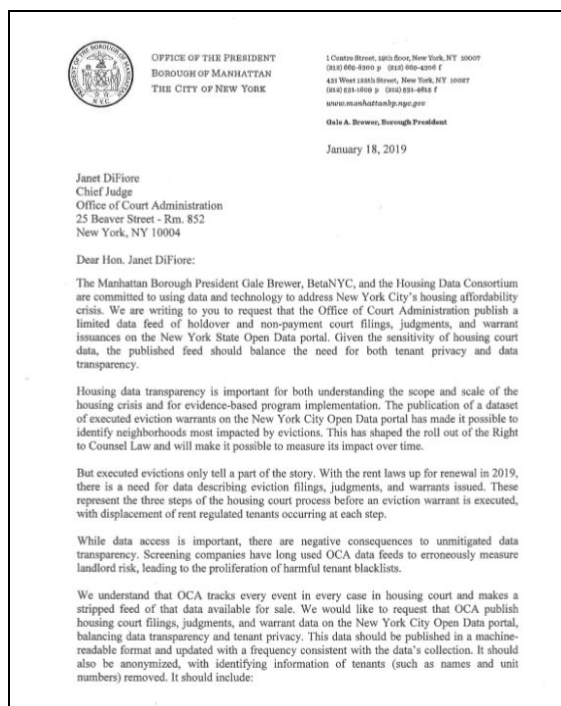 OFFICE OF THE PRESIDENT
BOROUGH OF MANHATTAN
THE CITY OF NEW YORK
1 Centre Street, 19th floor, New York, NY 10007
(212) 669-8300 p (212) 669-4306 f
431 West 125th Street, New York, NY 10027
(212) 531-1609 p (212) 531-4615 f
www.manhattanbp.nyc.gov
Gale A. Brewer, Borough President
January 18, 2019
Janet DiFiore
Chief Judge
Office of Court Administration
25 Beaver Street - Rm. 852
New York, NY 10004
Dear Hon. Janet DiFiore:
The Manhattan Borough President Gale Brewer, BetaNYC, and the Housing Data Consortium
are committed to using data and technology to address New York City's housing affordability
crisis. We are writing to you to request that the Office of Court Administration publish a
limited data feed of holdover and non-payment court filings, judgments, and warrant
issuances on the New York State Open Data portal. Given the sensitivity of housing court
data, the published feed should balance the need for both tenant privacy and data
transparency.
Housing data transparency is important for both understanding the scope and scale of the
housing crisis and for evidence-based program implementation. The publication of a dataset
of executed eviction warrants on the New York City Open Data portal has made it possible to
identify neighborhoods most impacted by evictions. This has shaped the roll out of the Right
to Counsel Law and will make it possible to measure its impact over time.
But executed evictions only tell a part of the story. With the rent laws up for renewal in 2019,
there is a need for data describing eviction filings, judgments, and warrants issued. These
represent the three steps of the housing court process before an eviction warrant is executed,
with displacement of rent regulated tenants occurring at each step.
While data access is important, there are negative consequences to unmitigated data
transparency. Screening companies have long used OCA data feeds to erroneously measure
landlord risk, leading to the proliferation of harmful tenant blacklists.
We understand that OCA tracks every event in every case in housing court and makes a
stripped feed of that data available for sale. We would like to request that OCA publish
housing court filings, judgments, and warrant data on the New York City Open Data portal,
balancing data transparency and tenant privacy. This data should be published in a machine-
readable format and updated with a frequency consistent with the data's collection. It should
also be anonymized, with identifying information of tenants (such as names and unit
numbers) removed. It should include: